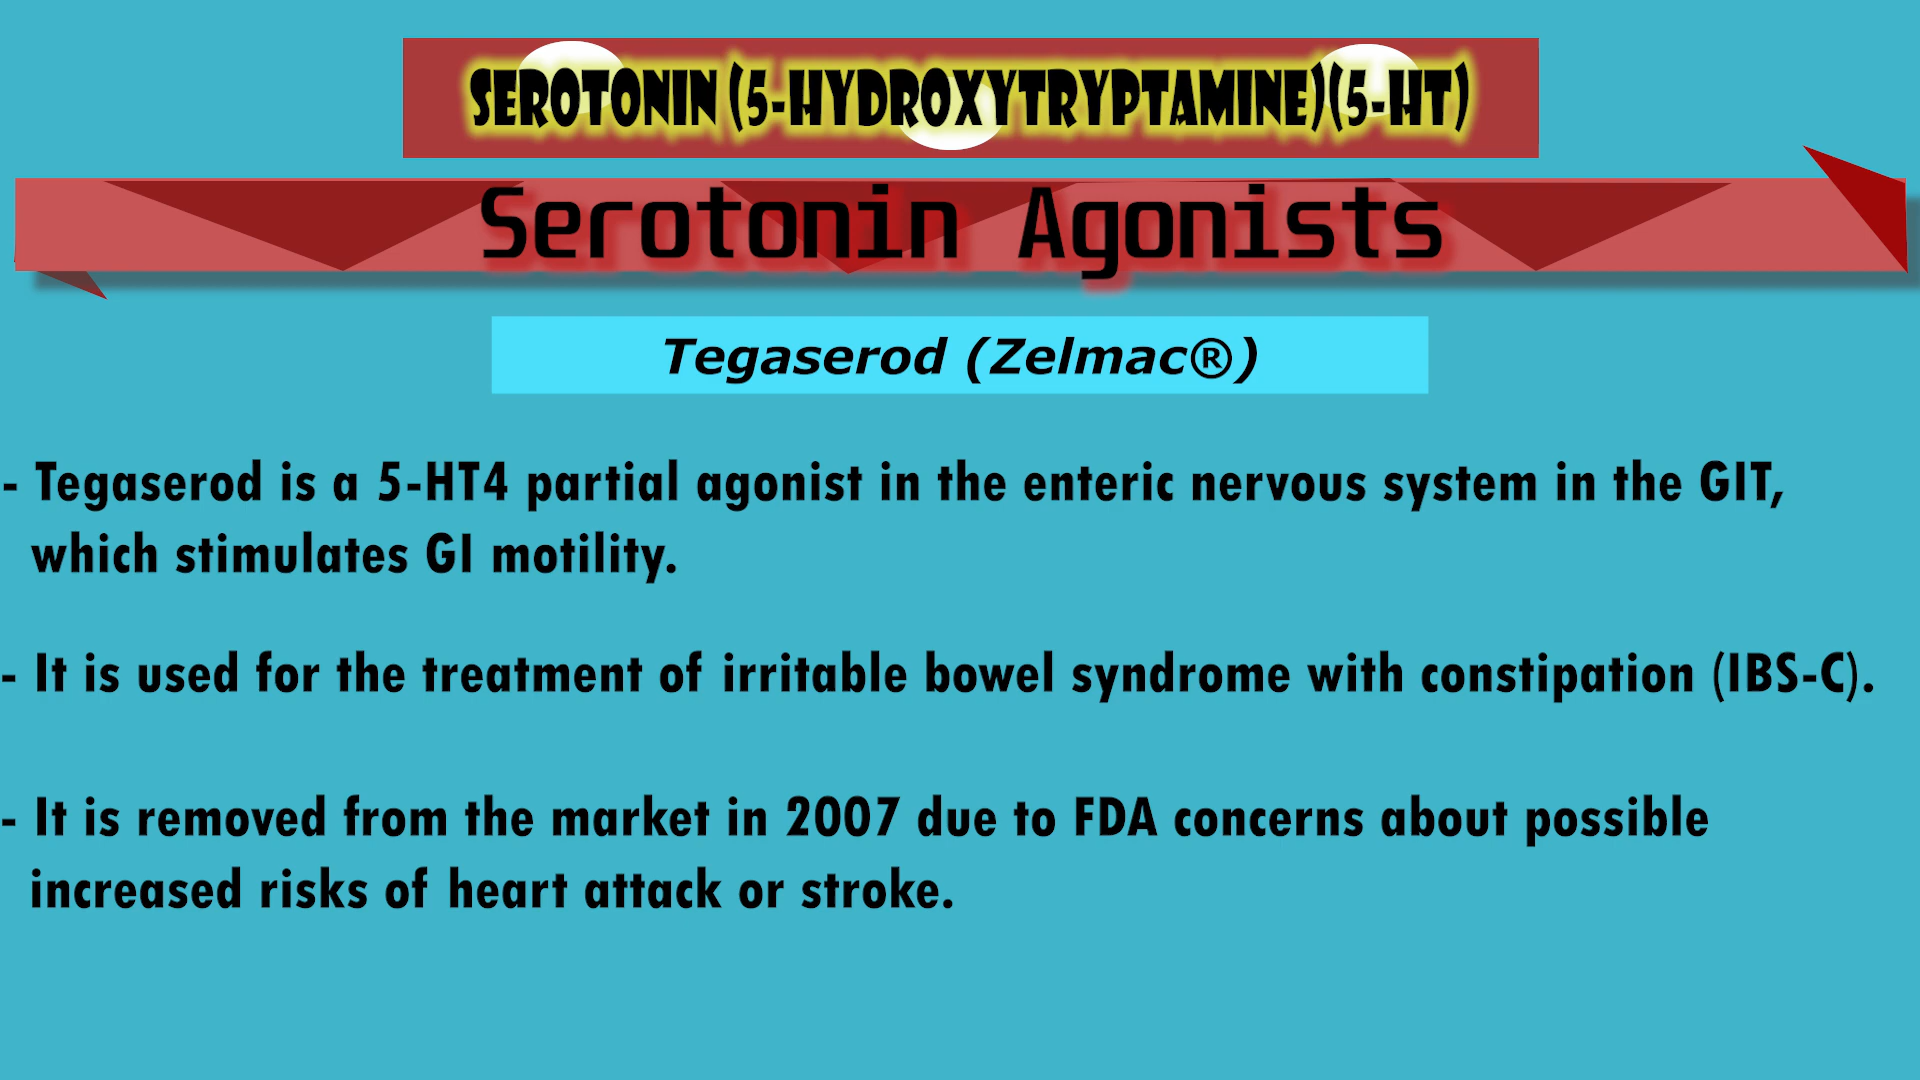 SEROTONIN (5-HYDROXYTRYPTAMINE)(5-HT)
Serotonin Agonists
Tegaserod (Zelmac®)
- Tegaserod is a 5-HT4 partial agonist in the enteric nervous system in the GIT,
which stimulates GI motility.
- It is used for the treatment of irritable bowel syndrome with constipation (IBS-C).
- It is removed from the market in 2007 due to FDA concerns about possible
increased risks of heart attack or stroke.